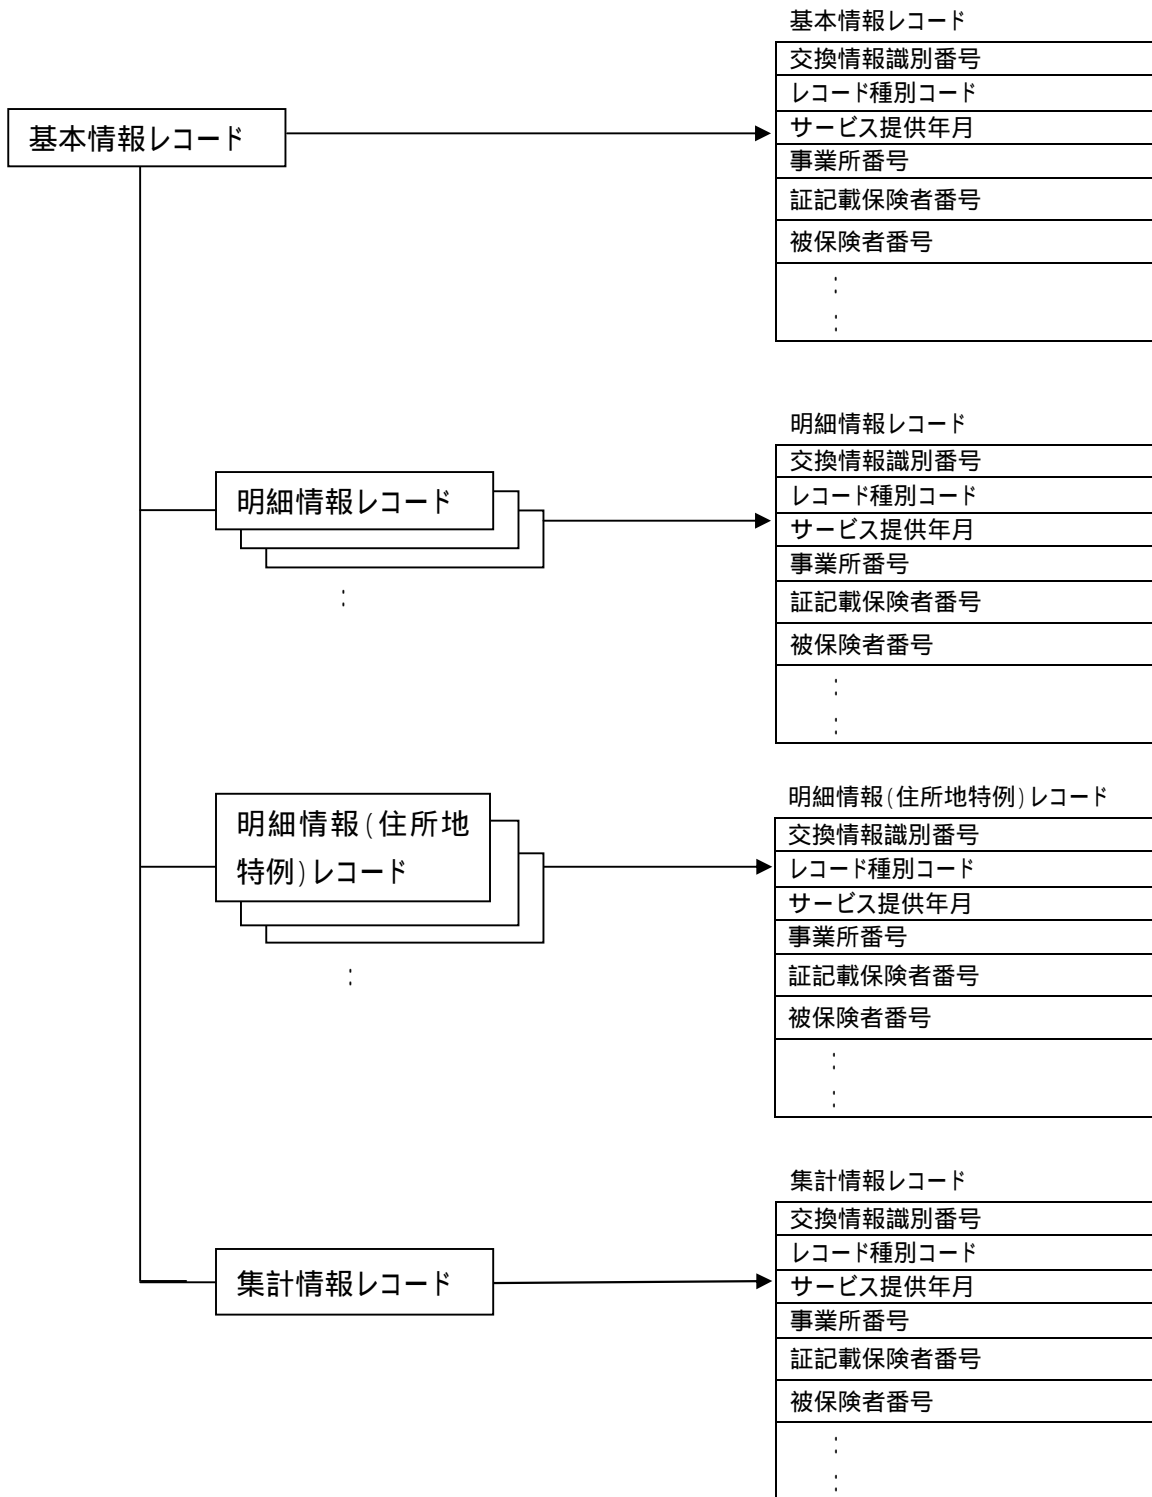 基本情報レコード
交換情報識別番号
レコード種別コード
サービス提供年月
事業所番号
証記載保険者番号
被保険者番号
:
:
基本情報レコード
明細情報レコード
交換情報識別番号
レコード種別コード
サービス提供年月
事業所番号
証記載保険者番号
被保険者番号
:
:
明細情報レコード
:
明細情報(住所地特例)レコード
交換情報識別番号
レコード種別コード
サービス提供年月
事業所番号
証記載保険者番号
被保険者番号
:
:
明細情報(住所地
特例)レコード
:
集計情報レコード
交換情報識別番号
レコード種別コード
サービス提供年月
事業所番号
証記載保険者番号
被保険者番号
:
:
集計情報レコード